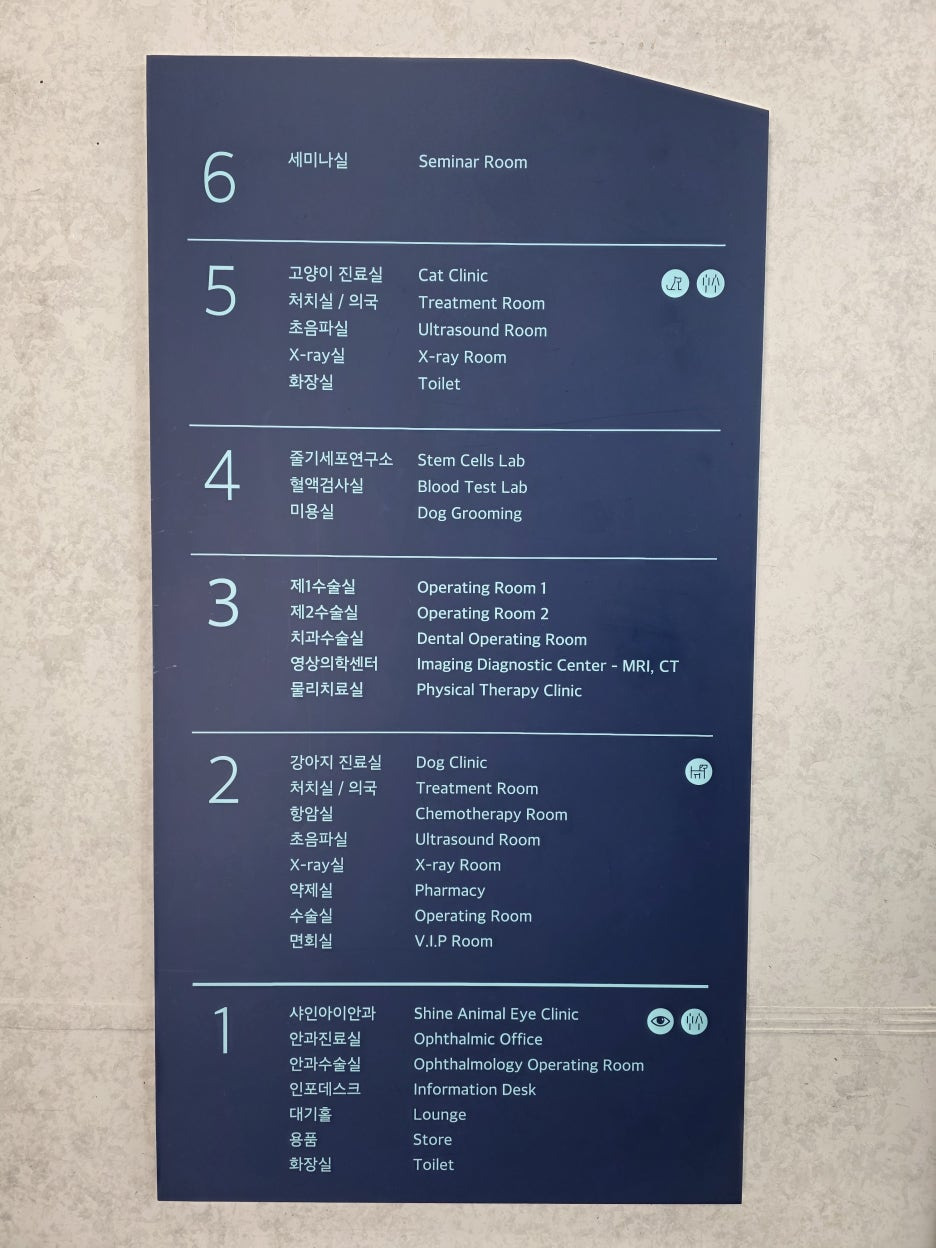 6 세미나실 Seminar Room
5 고양이 진료실 Cat Clinic
처치실 / 의국 Treatment Room
초음파실 Ultrasound Room
X-ray실 X-ray Room
화장실 Toilet
4 줄기세포연구소 Stem Cells Lab
혈액검사실 Blood Test Lab
미용실 Dog Grooming
3 제1수술실 Operating Room 1
제2수술실 Operating Room 2
치과수술실 Dental Operating Room
영상의학센터 Imaging Diagnostic Center - MRI, CT
물리치료실 Physical Therapy Clinic
2 강아지 진료실 Dog Clinic
처치실 / 의국 Treatment Room
항암실 Chemotherapy Room
초음파실 Ultrasound Room
X-ray실 X-ray Room
약제실 Pharmacy
수술실 Operating Room
면회실 V.I.P Room
1 샤인아이안과 Shine Animal Eye Clinic
안과진료실 Ophthalmic Office
안과수술실 Ophthalmology Operating Room
인포데스크 Information Desk
대기홀 Lounge
용품 Store
화장실 Toilet